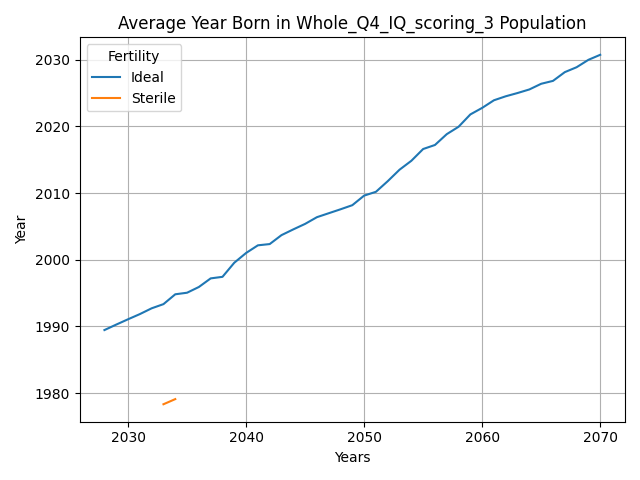 Average Year Born in Whole_Q4_IQ_scoring_3 Population
Fertility
Ideal
Sterile
Year
2030
2020
2010
2000
1990
1980
2030 2040 2050 2060 2070
Years